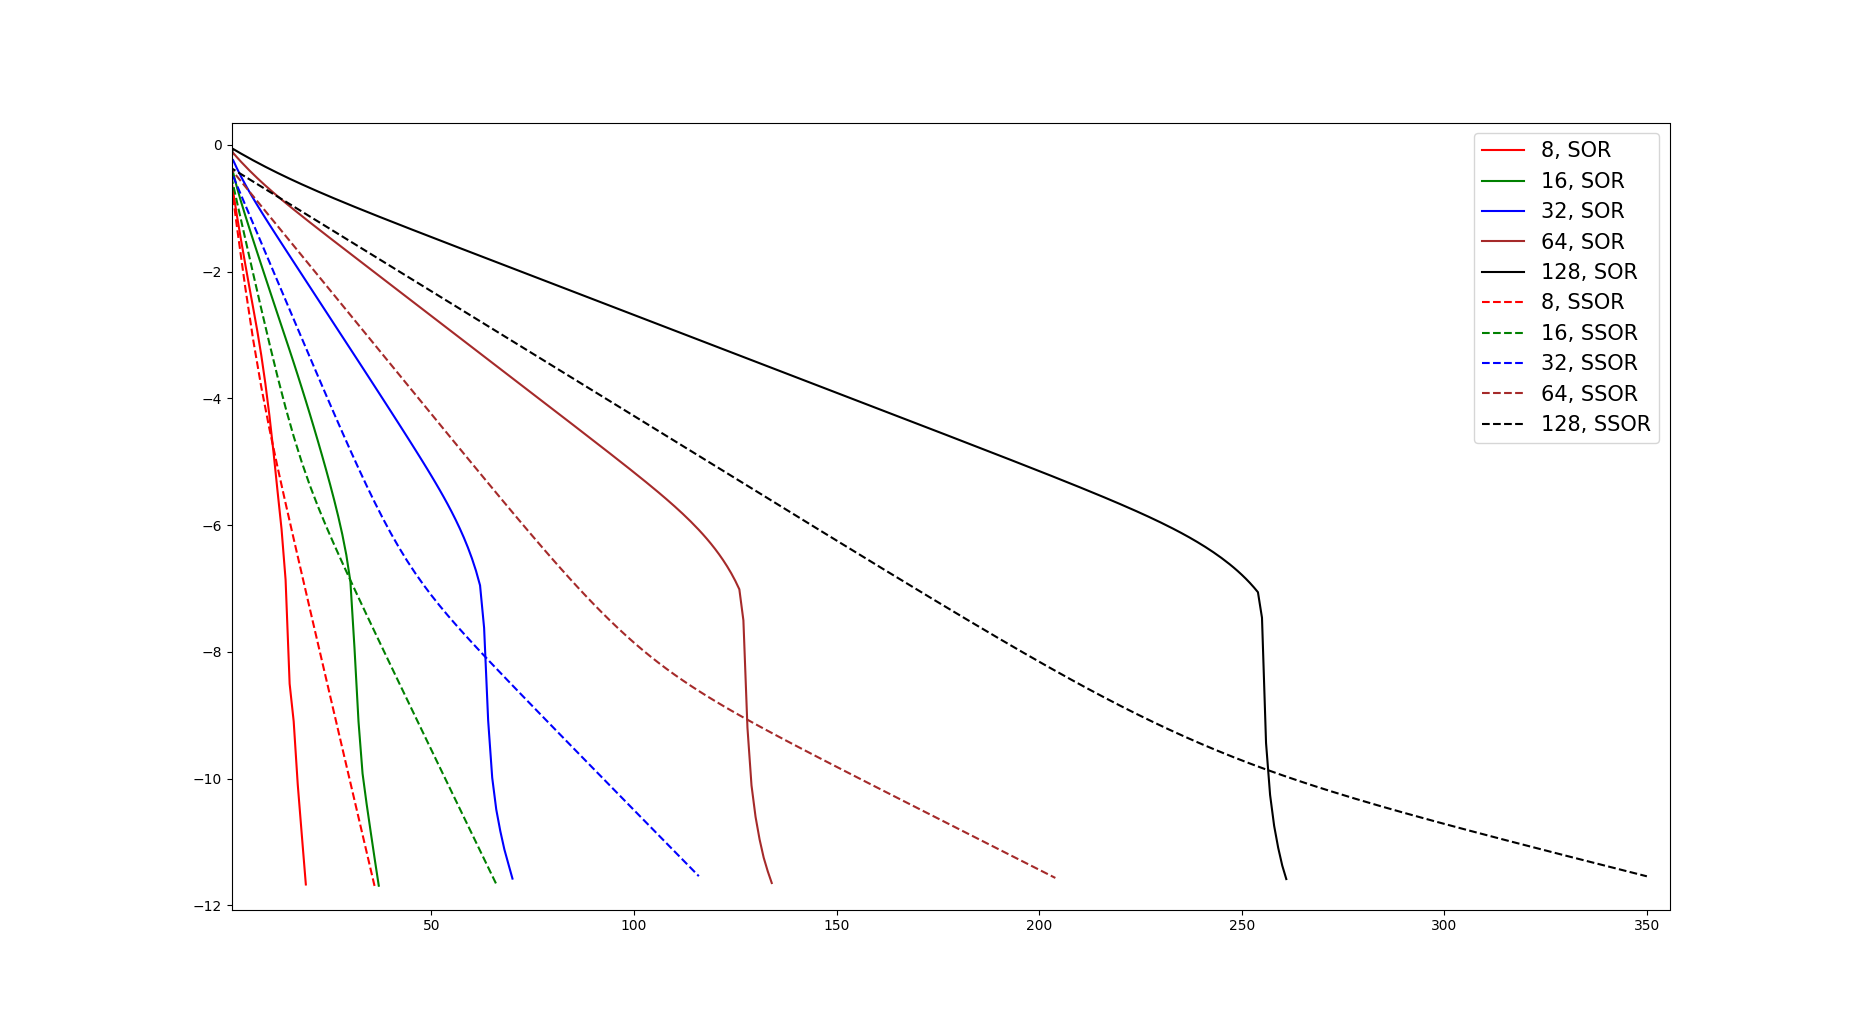 0
−2
−4
−6
−8
−10
−12
50
100
150
200
250
300
350
8, SOR
16, SOR
32, SOR
64, SOR
128, SOR
8, SSOR
16, SSOR
32, SSOR
64, SSOR
128, SSOR